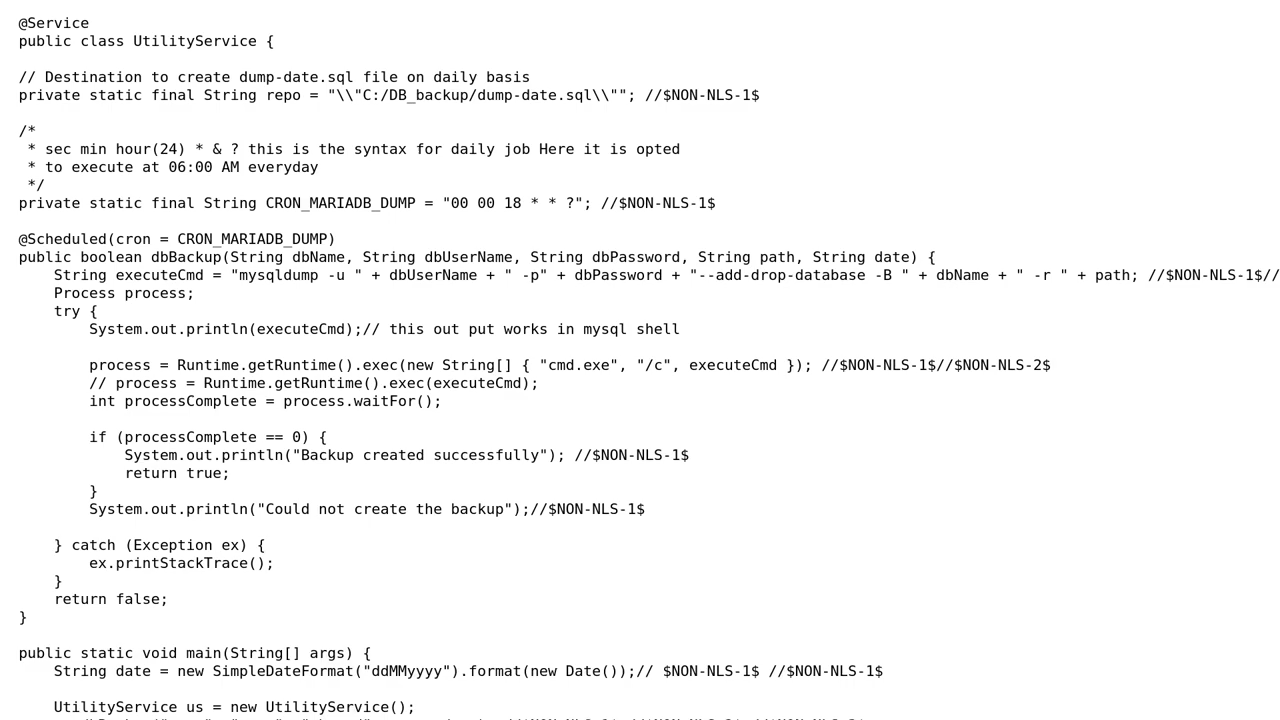 @Service
public class UtilityService {

// Destination to create dump-date.sql file on daily basis
private static final String repo = "\\"C:/DB_backup/dump-date.sql\\""; //$NON-NLS-1$

/*
 * sec min hour(24) * & ? this is the syntax for daily job Here it is opted
 * to execute at 06:00 AM everyday
 */
private static final String CRON_MARIADB_DUMP = "00 00 18 * * ?"; //$NON-NLS-1$

@Scheduled(cron = CRON_MARIADB_DUMP)
public boolean dbBackup(String dbName, String dbUserName, String dbPassword, String path, String date) {
    String executeCmd = "mysqldump -u " + dbUserName + " -p" + dbPassword + "--add-drop-database -B " + dbName + " -r " + path; //$NON-NLS-1$//
    Process process;
    try {
        System.out.println(executeCmd);// this out put works in mysql shell

        process = Runtime.getRuntime().exec(new String[] { "cmd.exe", "/c", executeCmd }); //$NON-NLS-1$//$NON-NLS-2$
        // process = Runtime.getRuntime().exec(executeCmd);
        int processComplete = process.waitFor();

        if (processComplete == 0) {
            System.out.println("Backup created successfully"); //$NON-NLS-1$
            return true;
        }
        System.out.println("Could not create the backup");//$NON-NLS-1$

    } catch (Exception ex) {
        ex.printStackTrace();
    }
    return false;
}

public static void main(String[] args) {
    String date = new SimpleDateFormat("ddMMyyyy").format(new Date());// $NON-NLS-1$ //$NON-NLS-1$

    UtilityService us = new UtilityService();